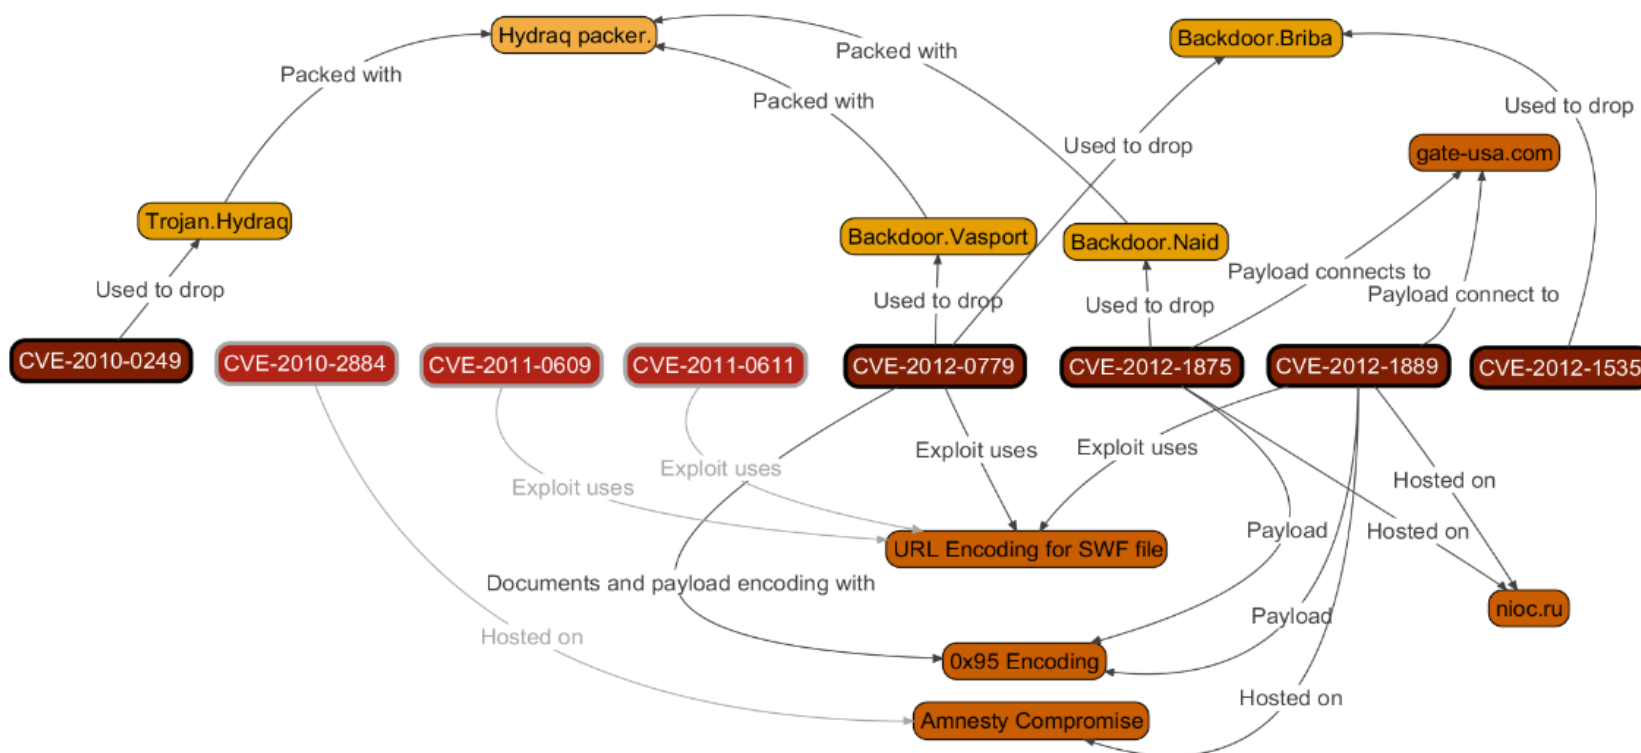 Hydraq packer.
Backdoor.Briba
Packed with
Packed with
Packed with
Used to drop
Used to drop
gate-usa.com
Trojan.Hydraq
Backdoor.Vasport
Backdoor.Naid
Used to drop
Used to drop
Used to drop
Payload connects to
Payload connect to
CVE-2010-0249
CVE-2010-2884
CVE-2011-0609
CVE-2011-0611
CVE-2012-0779
CVE-2012-1875
CVE-2012-1889
CVE-2012-1535
Exploit uses
Exploit uses
Exploit uses
Exploit uses
Hosted on
Hosted on
Payload
URL Encoding for SWF file
Documents and payload encoding with
nioc.ru
Payload
Hosted on
0x95 Encoding
Hosted on
Amnesty Compromise